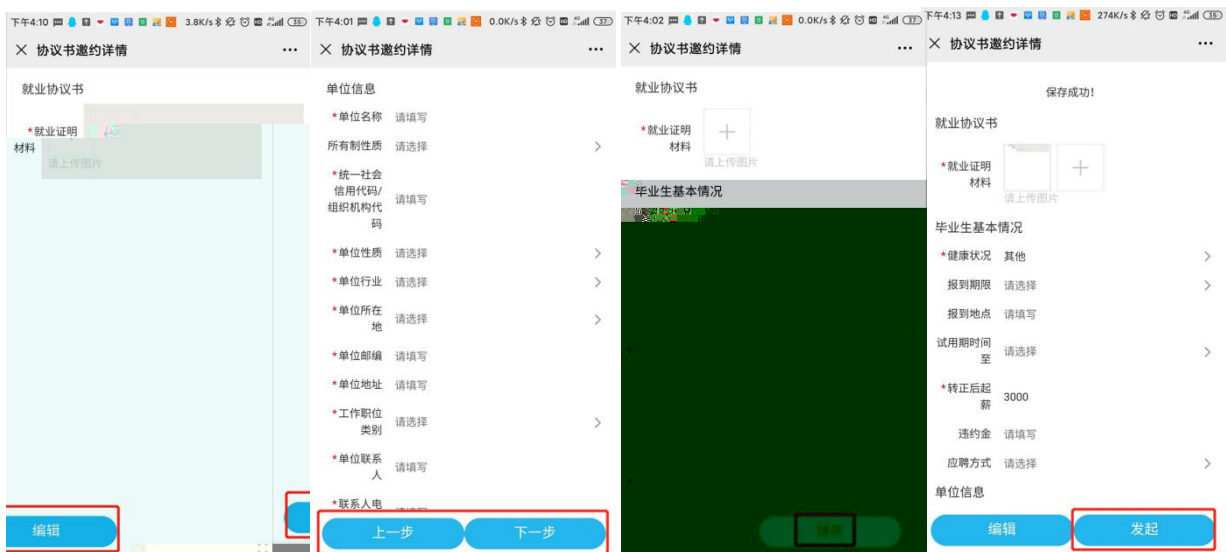 下午4:10
3.8K/s
35
协议书邀约详情
就业协议书
*就业证明
材料
请上传图片
编辑
下午4:01
0.0K/s
37
协议书邀约详情
单位信息
*单位名称 请填写
所有制性质 请选择
*统一社会
信用代码/
组织机构代
码
请填写
*单位性质 请选择
*单位行业 请选择
*单位所在
地
请选择
*单位邮编 请填写
*单位地址 请填写
*工作职位
类别
请选择
*单位联系
人
请填写
*联系人电
上一步
下一步
下午4:02
0.0K/s
37
协议书邀约详情
就业协议书
*就业证明
材料
请上传图片
毕业生基本情况
下午4:13
274K/s
35
协议书邀约详情
保存成功!
就业协议书
*就业证明
材料
请上传图片
毕业生基本情况
*健康状况 其他
报到期限 请选择
报到地点 请填写
试用期时间
至
请选择
*转正后起
薪
3000
违约金 请填写
应聘方式 请选择
单位信息
编辑
发起